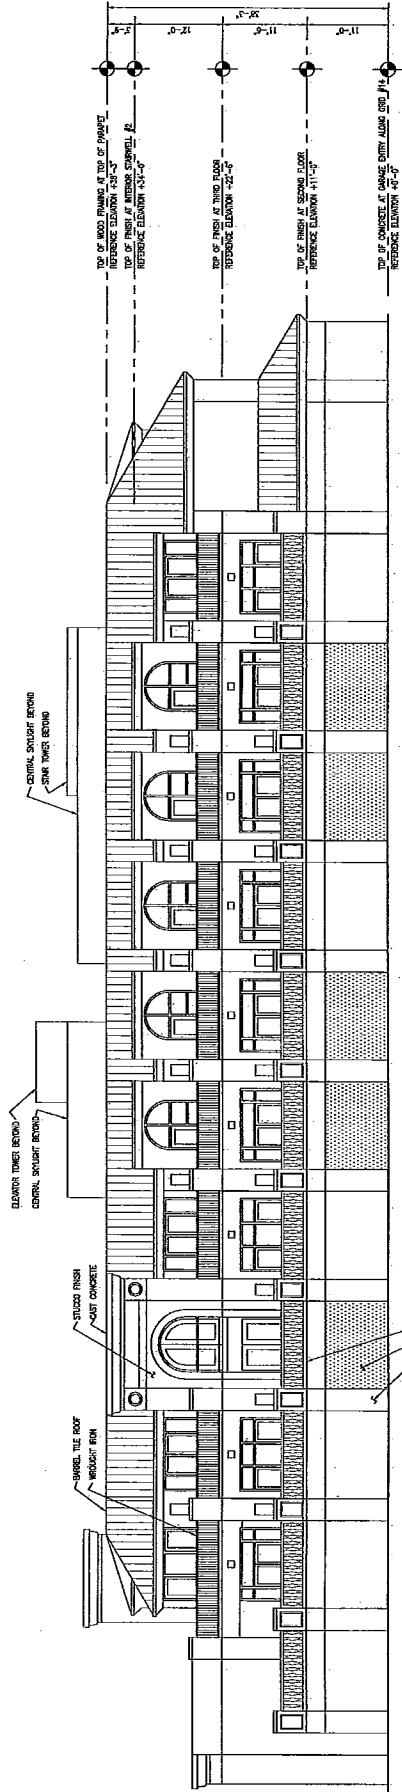 TOP OF WOOD FRAMING AT TOP OF PARAPET
REFERENCE ELEVATION +38'-3"
TOP OF FINISH AT INTERIOR STAIRWELL #2
REFERENCE ELEVATION +34'-0"
TOP OF FINISH AT THIRD FLOOR
REFERENCE ELEVATION +22'-6"
TOP OF FINISH AT SECOND FLOOR
REFERENCE ELEVATION +11'-0"
TOP OF CONCRETE AT GARAGE ENTRY ALONG GRID #14
REFERENCE ELEVATION +0'-0"
12'-0"
11'-6"
11'-0"
CENTRAL SKYLIGHT BEYOND
STAIR TOWER BEYOND
ELEVATOR TOWER BEYOND
CENTRAL SKYLIGHT BEYOND
STUCCO FINISH
CAST CONCRETE
BARREL TILE ROOF
WROUGHT IRON